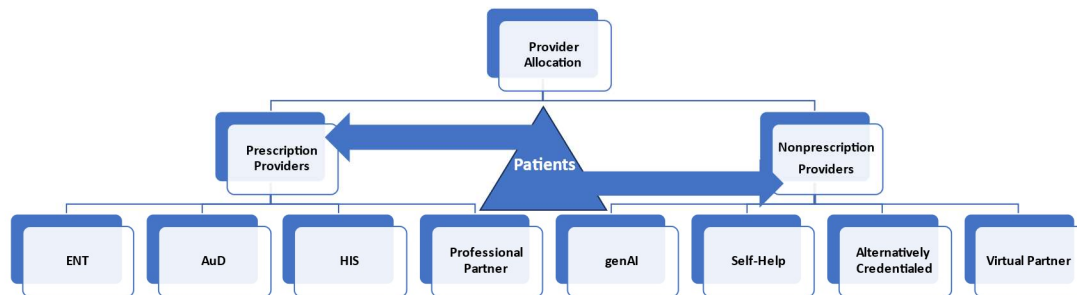 Provider
Allocation
Prescription
Providers
Patients
Nonprescription
Providers
ENT
AuD
HIS
Professional
Partner
genAI
Self-Help
Alternatively
Credentialed
Virtual Partner